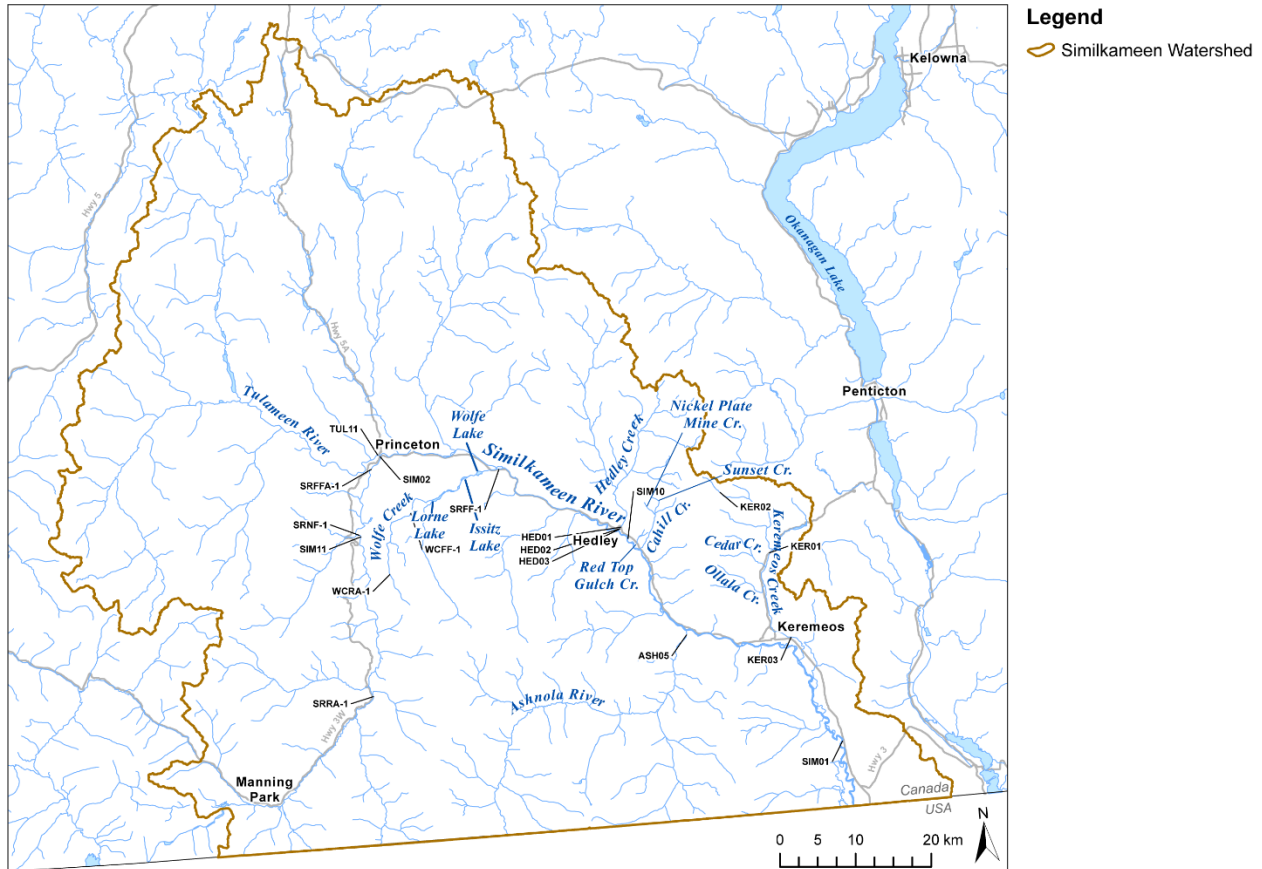 Legend
Similkameen Watershed
Kelowna
Hwy 5
Okanagan Lake
Hwy 5A
Penticton
Tulameen River
TUL11
Princeton
Wolfe
Lake
Similkameen River
Hedley Creek
Nickel Plate
Mine Cr.
Sunset Cr.
SRFFA-1
SIM02
SIM10
KER02
SRNF-1
SIM11
Wolfe Creek
Lorne
Lake
SRFF-1
Issitz
Lake
WCFF-1
HED01
HED02
HED03
Hedley
Cahill Cr.
Red Top
Gulch Cr.
Cedar Cr.
KER01
Keremeos Creek
Ollala Cr.
WCRA-1
Keremeos
ASH05
KER03
SRRA-1
Hwy 3W
Ashnola River
SIM01
Hwy 3
Manning
Park
Canada
USA
N
0 5 10 20 km